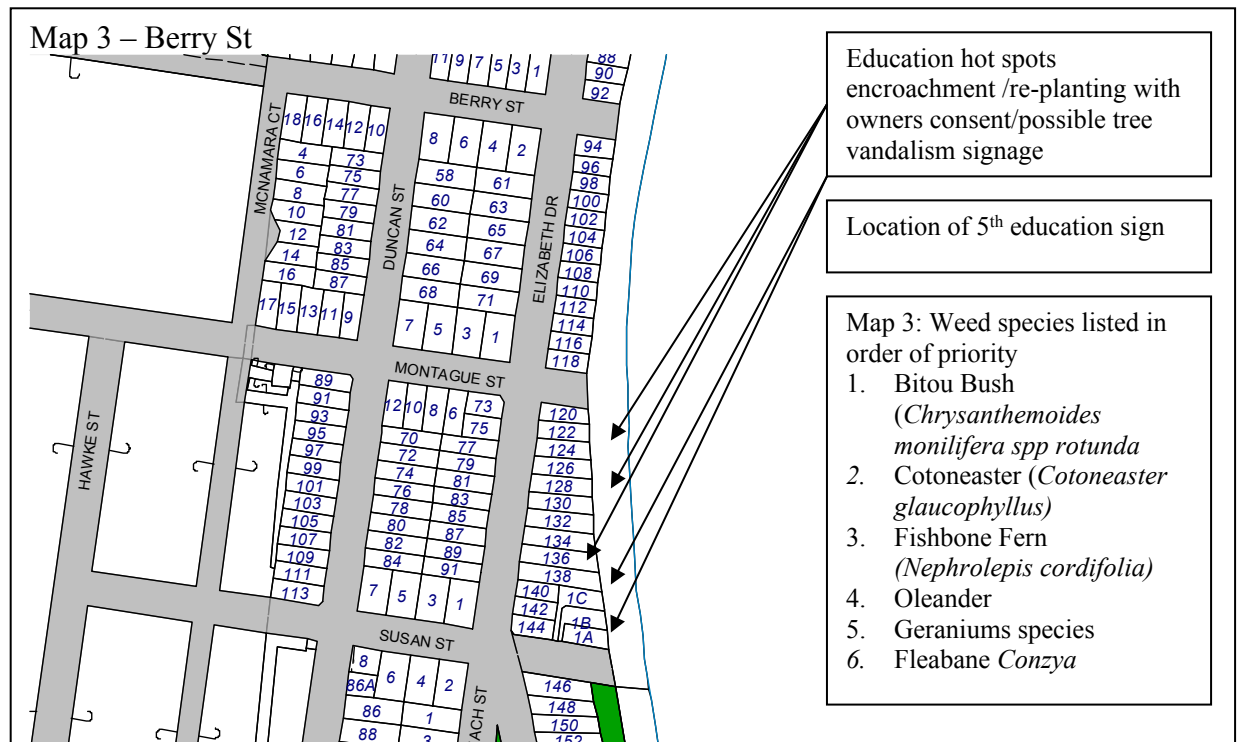 Map 3 – Berry St
Education hot spots
encroachment /re-planting with
owners consent/possible tree
vandalism signage
Location of 5th education sign
Map 3: Weed species listed in
order of priority
1. Bitou Bush
(Chrysanthemoides
monilifera spp rotunda
2. Cotoneaster (Cotoneaster
glaucophyllus)
3. Fishbone Fern
(Nephrolepis cordifolia)
4. Oleander
5. Geraniums species
6. Fleabane Conzya
11 9 7 5 3 1
88
90
92
BERRY ST
MCNAMARA CT
DUNCAN ST
ELIZABETH DR
HAWKE ST
MONTAGUE ST
SUSAN ST
ACH ST
18 16 14 12 10
4
6
8
10
12
14
16
73
75
77
79
81
83
85
87
17 15 13 11 9
8 6 4 2
58
60
62
64
66
68
61
63
65
67
69
71
7 5 3 1
94
96
98
100
102
104
106
108
110
112
114
116
118
89
91
93
95
97
99
101
103
105
107
109
111
113
12 10 8 6
73
75
70
72
74
76
78
80
82
84
77
79
81
83
85
87
89
91
7 5 3 1
120
122
124
126
128
130
132
134
136
138
140
142
144
1C
1B
1A
8 6 4 2
86A
86
88
1
3
146
148
150
152